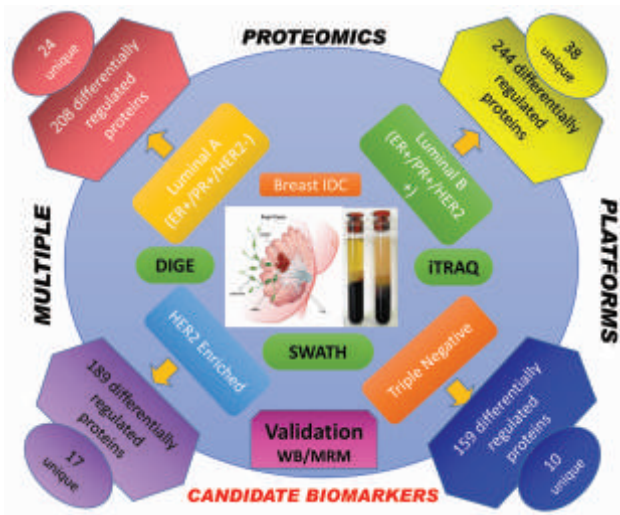 PROTEOMICS
24
unique
208 differentially
regulated
proteins
38
unique
244 differentially
regulated
proteins
Luminal A
(ER+/PR+/HER2-)
Luminal B
(ER+/PR+/HER2
+)
Breast IDC
MULTIPLE
PLATFORMS
DIGE
iTRAQ
SWATH
HER2 Enriched
Triple Negative
189 differentially
regulated
proteins
17
unique
159 differentially
regulated
proteins
10
unique
Validation
WB/MRM
CANDIDATE BIOMARKERS